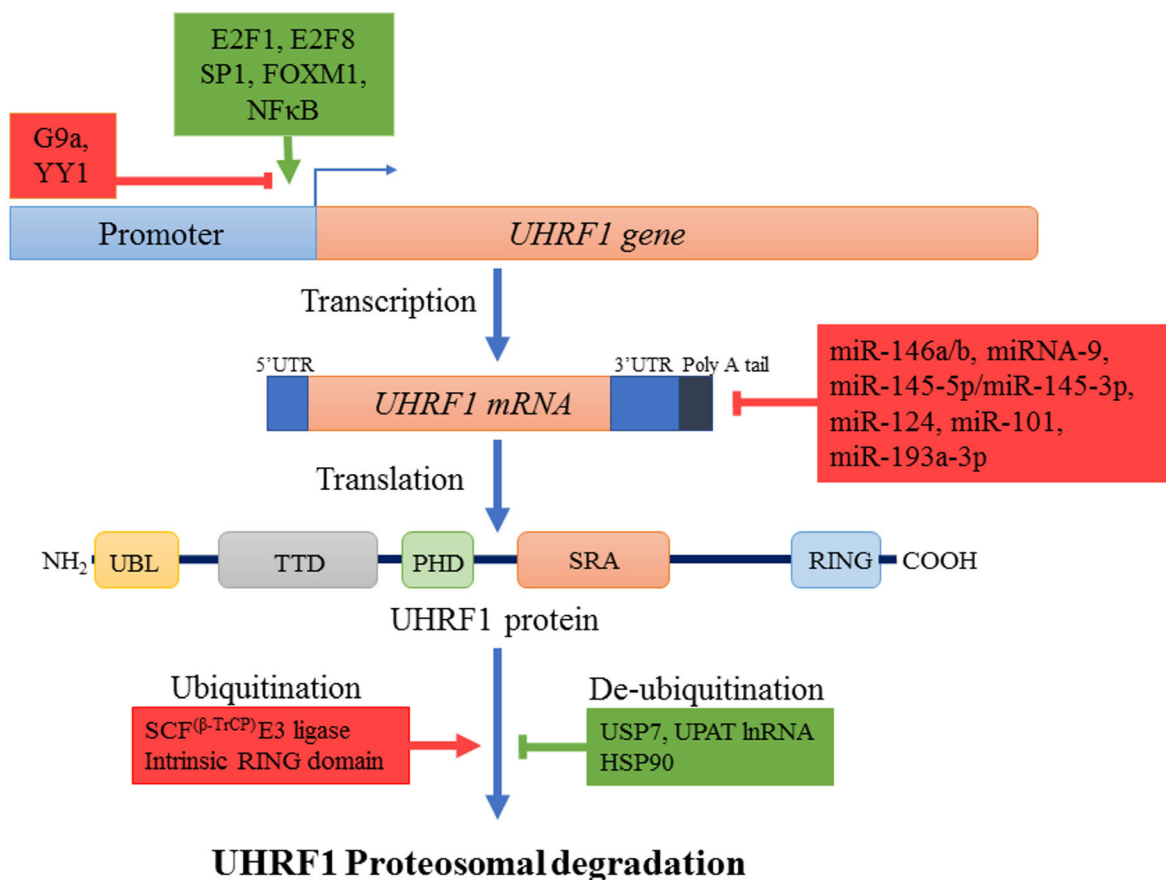 E2F1, E2F8
SP1, FOXM1,
NFκB
G9a,
YY1
Promoter
UHRF1 gene
Transcription
5’UTR
3’UTR
Poly A tail
UHRF1 mRNA
miR-146a/b, miRNA-9,
miR-145-5p/miR-145-3p,
miR-124, miR-101,
miR-193a-3p
Translation
NH2
UBL
TTD
PHD
SRA
RING
COOH
UHRF1 protein
Ubiquitination
SCF(β-TrCP)E3 ligase
Intrinsic RING domain
De-ubiquitination
USP7, UPAT lnRNA
HSP90
UHRF1 Proteosomal degradation